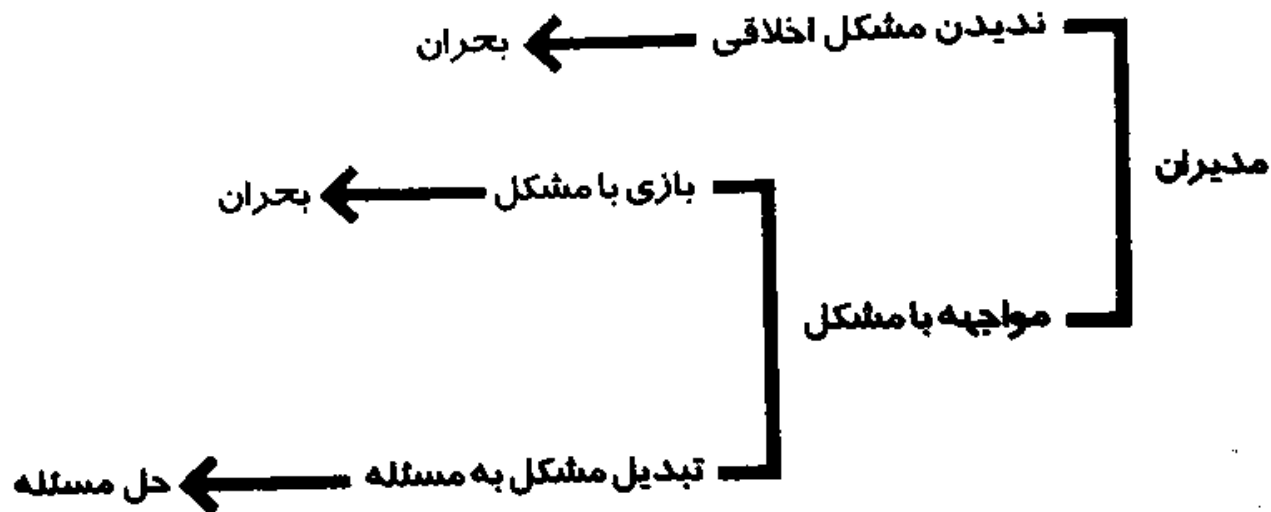 ندیدن مشکل اخلاقی
بحران
مدیران
بازی با مشکل
بحران
مواجهه با مشکل
تبدیل مشکل به مسئله
حل مسئله